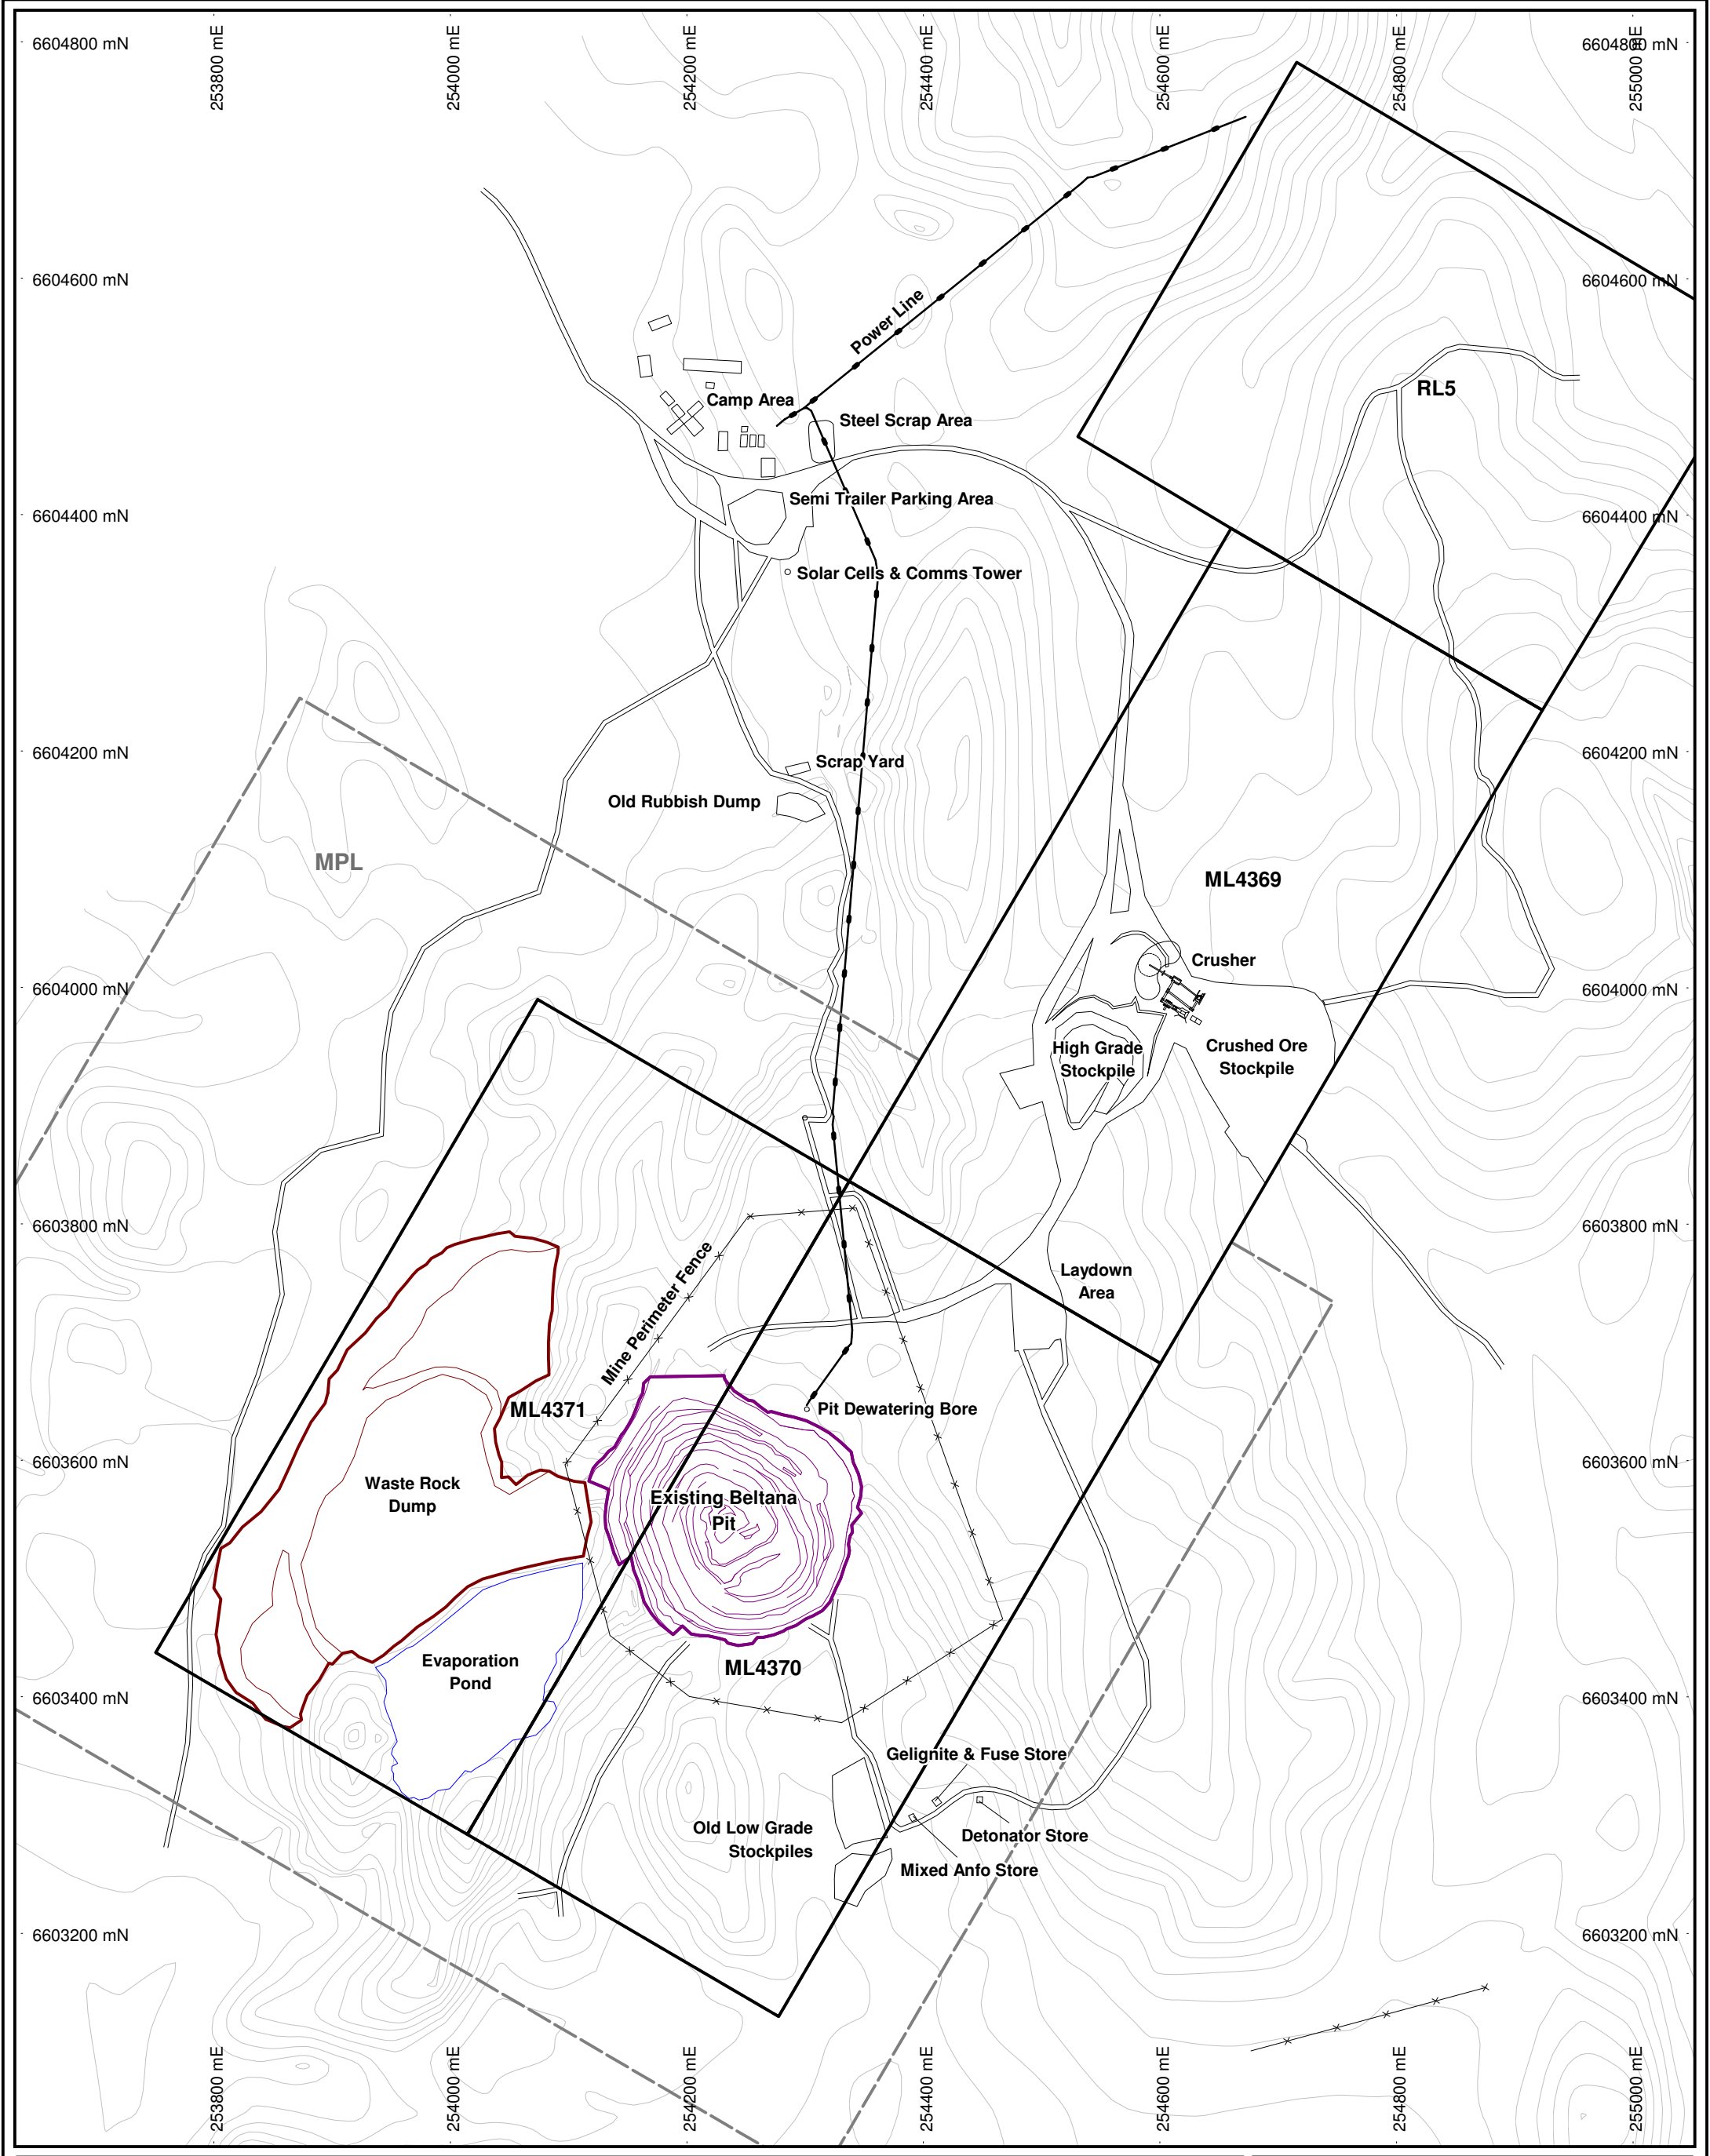 253800 mE
254000 mE
254200 mE
254400 mE
254600 mE
254800 mE
255000 mE
6604800 mN
6604800 mN
6604600 mN
6604600 mN
Power Line
RL5
Camp Area
Steel Scrap Area
Semi Trailer Parking Area
6604400 mN
6604400 mN
Solar Cells & Comms Tower
6604200 mN
6604200 mN
Scrap Yard
Old Rubbish Dump
MPL
ML4369
Crusher
6604000 mN
6604000 mN
High Grade
Stockpile
Crushed Ore
Stockpile
6603800 mN
6603800 mN
Mine Perimeter Fence
Laydown
Area
ML4371
Pit Dewatering Bore
6603600 mN
6603600 mN
Waste Rock
Dump
Existing Beltana
Pit
Evaporation
Pond
ML4370
6603400 mN
6603400 mN
Gelignite & Fuse Store
Old Low Grade
Stockpiles
Detonator Store
Mixed Anfo Store
6603200 mN
6603200 mN
253800 mE
254000 mE
254200 mE
254400 mE
254600 mE
254800 mE
255000 mE